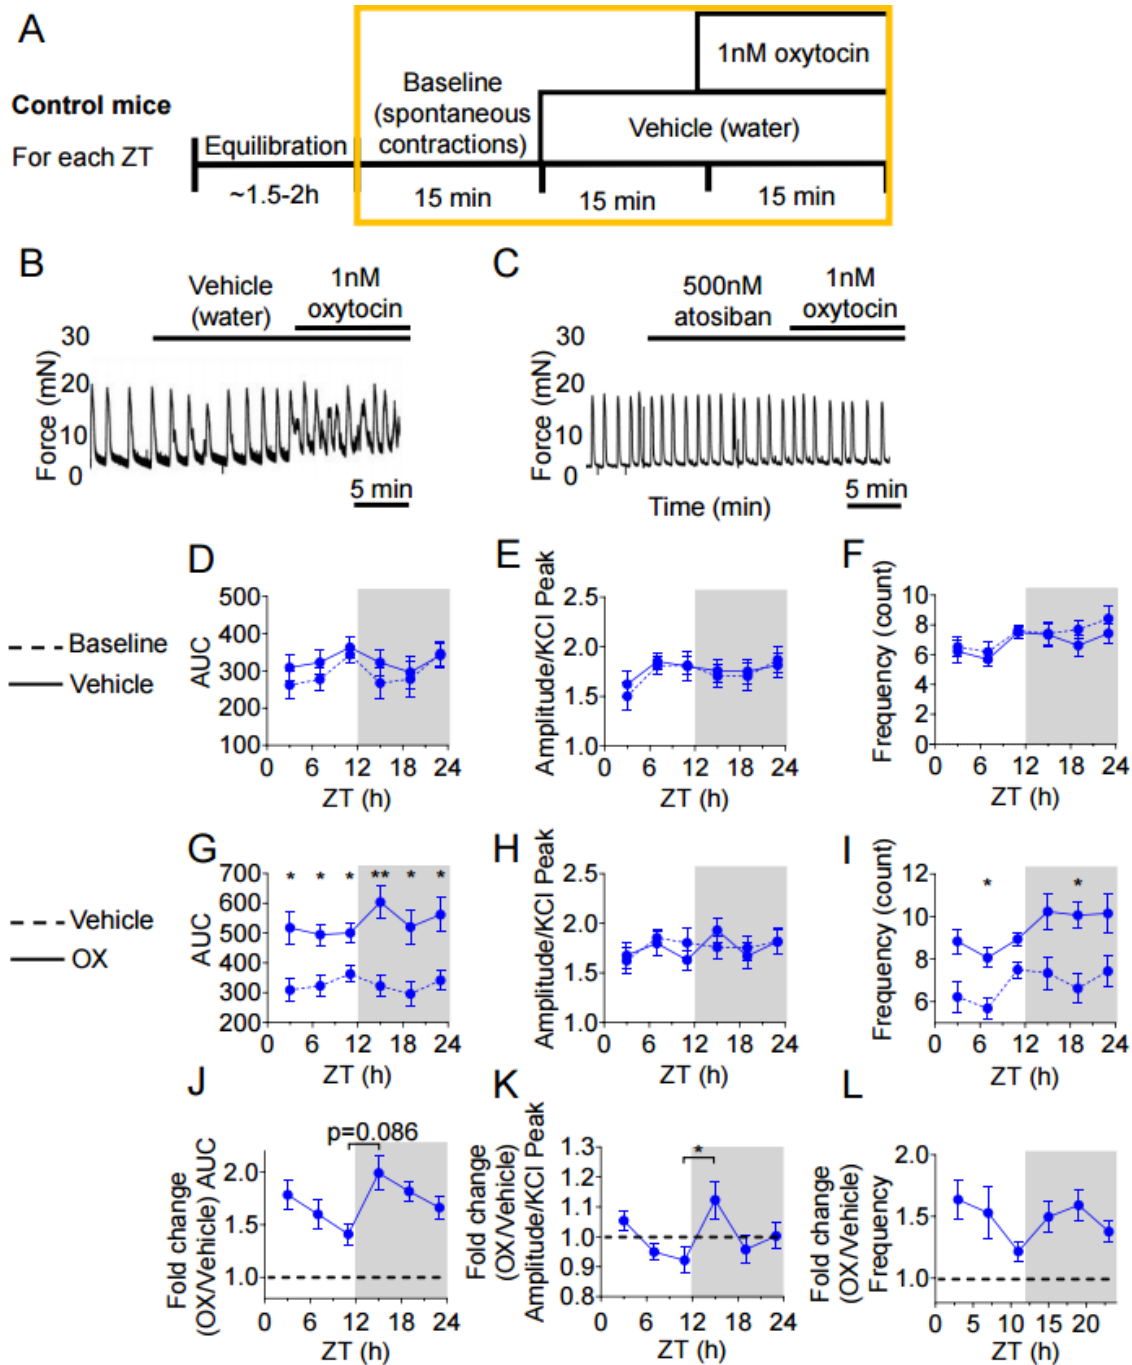 A
Control mice
For each ZT
Equilibration
~1.5-2h
Baseline
(spontaneous
contractions)
15 min
Vehicle (water)
15 min
1nM oxytocin
15 min
B
Vehicle
(water)
1nM
oxytocin
30
20
10
0
Force (mN)
5 min
C
500nM
atosiban
1nM
oxytocin
30
20
10
0
Force (mN)
Time (min)
5 min
Baseline
Vehicle
D
500
400
300
200
100
AUC
0 6 12 18 24
ZT (h)
E
2.5
2.0
1.5
1.0
Amplitude/KCl Peak
0 6 12 18 24
ZT (h)
F
10
8
6
4
2
0
Frequency (count)
0 6 12 18 24
ZT (h)
Vehicle
OX
G
700
600
500
400
300
200
AUC
* * * ** * *
0 6 12 18 24
ZT (h)
H
2.5
2.0
1.5
1.0
Amplitude/KCl Peak
0 6 12 18 24
ZT (h)
I
12
10
8
6
Frequency (count)
* *
0 6 12 18 24
ZT (h)
J
p=0.086
2.0
1.5
1.0
Fold change
(OX/Vehicle) AUC
0 6 12 18 24
ZT (h)
K
*
1.3
1.2
1.1
1.0
0.9
0.8
Fold change
(OX/Vehicle)
Amplitude/KCl Peak
0 6 12 18 24
ZT (h)
L
2.0
1.5
1.0
Fold change
(OX/Vehicle)
Frequency
0 5 10 15 20
ZT (h)